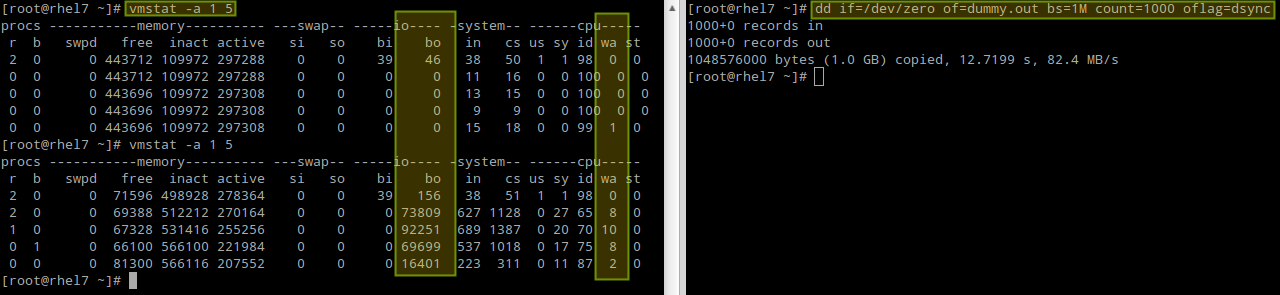 [root@rhel7 ~]# vmstat -a 1 5
procs -----------memory---------- ---swap-- -----io---- -system-- ------cpu-----
 r  b   swpd   free  inact active   si   so    bi    bo   in   cs us sy id wa st
 2  0      0 443712 109972 297288    0    0    39    46   38   50  1  1 98  0  0
 0  0      0 443712 109972 297288    0    0     0     0   11   16  0  0 100  0  0
 0  0      0 443696 109972 297308    0    0     0     0   13   15  0  0 100  0  0
 0  0      0 443696 109972 297308    0    0     0     0    9    9  0  0 100  0  0
 0  0      0 443696 109972 297308    0    0     0     0   15   18  0  0 99  1  0
[root@rhel7 ~]# vmstat -a 1 5
procs -----------memory---------- ---swap-- -----io---- -system-- ------cpu-----
 r  b   swpd   free  inact active   si   so    bi    bo   in   cs us sy id wa st
 2  0      0  71596 498928 278364    0    0    39   156   38   51  1  1 98  0  0
 2  0      0  69388 512212 270164    0    0     0 73809  627 1128  0 27 65  8  0
 1  0      0  67328 531416 255256    0    0     0 92251  689 1387  0 20 70 10  0
 0  1      0  66100 566100 221984    0    0     0 69699  537 1018  0 17 75  8  0
 0  0      0  81300 566116 207552    0    0     0 16401  223  311  0 11 87  2  0
[root@rhel7 ~]#
[root@rhel7 ~]# dd if=/dev/zero of=dummy.out bs=1M count=1000 oflag=dsync
1000+0 records in
1000+0 records out
1048576000 bytes (1.0 GB) copied, 12.7199 s, 82.4 MB/s
[root@rhel7 ~]#